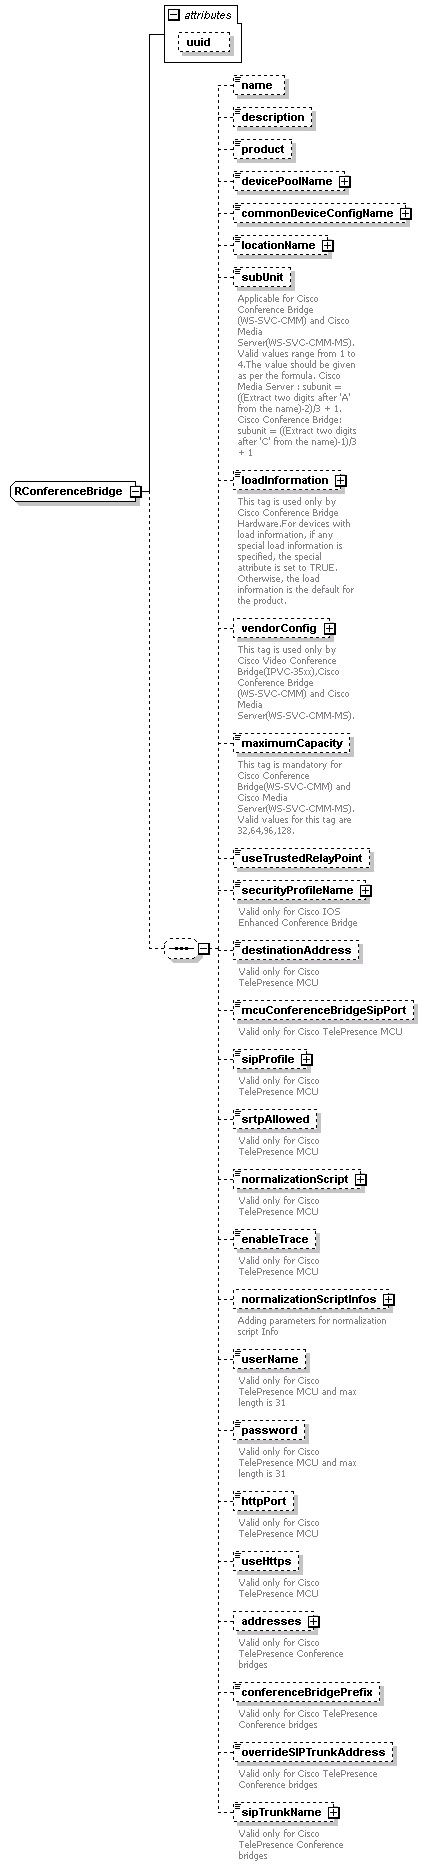 attributes
uuid
name
description
product
devicePoolName
commonDeviceConfigName
locationName
subUnit
Applicable for Cisco
Conference Bridge
(WS-SVC-CMM) and Cisco
Media
Server(WS-SVC-CMM-MS).
Valid values range from 1 to
4.The value should be given
as per the formula. Cisco
Media Server : subunit =
((Extract two digits after 'A'
from the name)-2)/3 + 1.
Cisco Conference Bridge:
subunit = ((Extract two digits
after 'C' from the name)-1)/3
+ 1
RConferenceBridge
loadInformation
This tag is used only by
Cisco Conference Bridge
Hardware.For devices with
load information, if any
special load information is
specified, the special
attribute is set to TRUE.
Otherwise, the load
information is the default for
the product.
vendorConfig
This tag is used only by
Cisco Video Conference
Bridge(IPVC-35xx),Cisco
Conference Bridge
(WS-SVC-CMM) and Cisco
Media
Server(WS-SVC-CMM-MS).
maximumCapacity
This tag is mandatory for
Cisco Conference
Bridge(WS-SVC-CMM) and
Cisco Media
Server(WS-SVC-CMM-MS).
Valid values for this tag are
32,64,96,128.
useTrustedRelayPoint
securityProfileName
Valid only for Cisco IOS
Enhanced Conference Bridge
destinationAddress
Valid only for Cisco
TelePresence MCU
mcuConferenceBridgeSipPort
Valid only for Cisco TelePresence MCU
sipProfile
Valid only for Cisco
TelePresence MCU
srtpAllowed
Valid only for Cisco
TelePresence MCU
normalizationScript
Valid only for Cisco
TelePresence MCU
enableTrace
Valid only for Cisco
TelePresence MCU
normalizationScriptInfos
Adding parameters for normalization
script Info
userName
Valid only for Cisco
TelePresence MCU and max
length is 31
password
Valid only for Cisco
TelePresence MCU and max
length is 31
httpPort
Valid only for Cisco
TelePresence MCU
useHttps
Valid only for Cisco
TelePresence MCU
addresses
Valid only for Cisco
TelePresence Conference
bridges
conferenceBridgePrefix
Valid only for Cisco TelePresence
Conference bridges
overrideSIPTrunkAddress
Valid only for Cisco TelePresence
Conference bridges
sipTrunkName
Valid only for Cisco
TelePresence Conference
bridges